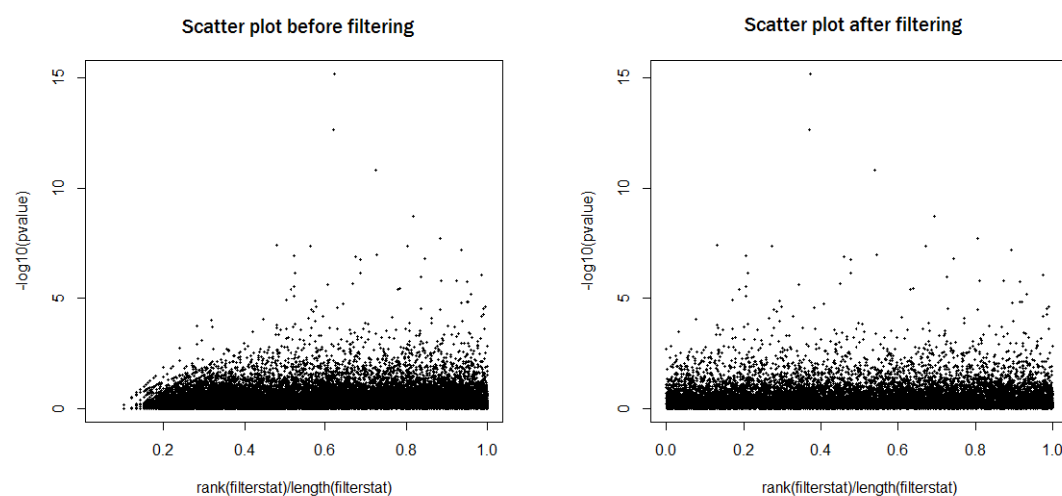 Scatter plot before filtering
15
10
5
0
-log10(pvalue)
0.2 0.4 0.6 0.8 1.0
rank(filterstat)/length(filterstat)
Scatter plot after filtering
15
10
5
0
-log10(pvalue)
0.0 0.2 0.4 0.6 0.8 1.0
rank(filterstat)/length(filterstat)